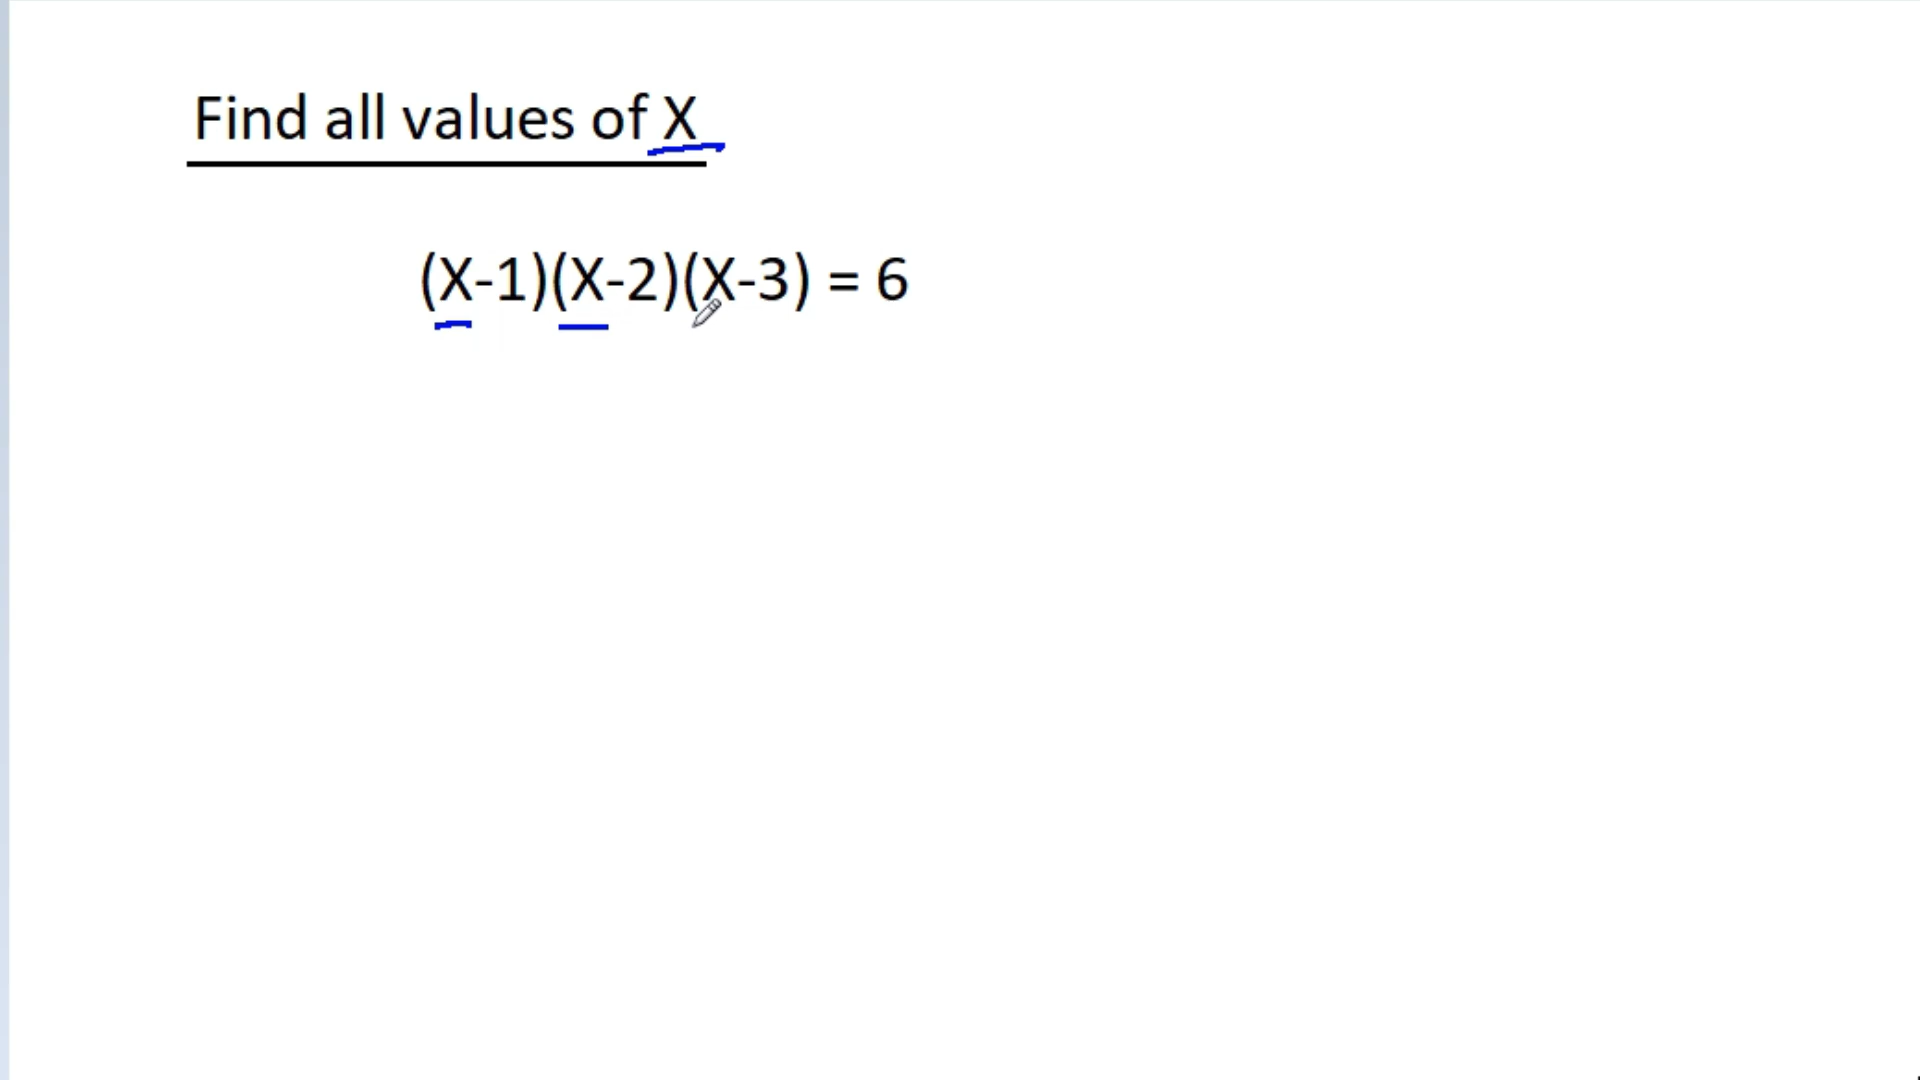 Find all values of X
(X-1)(X-2)(X-3) = 6